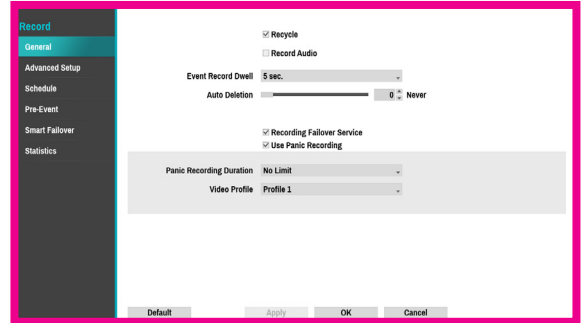 Record
General
Advanced Setup
Schedule
Pre-Event
Smart Failover
Statistics
Recycle
Record Audio
Event Record Dwell 5 sec.
Auto Deletion 0 Never
Recording Failover Service
Use Panic Recording
Panic Recording Duration No Limit
Video Profile Profile 1
Default Apply OK Cancel